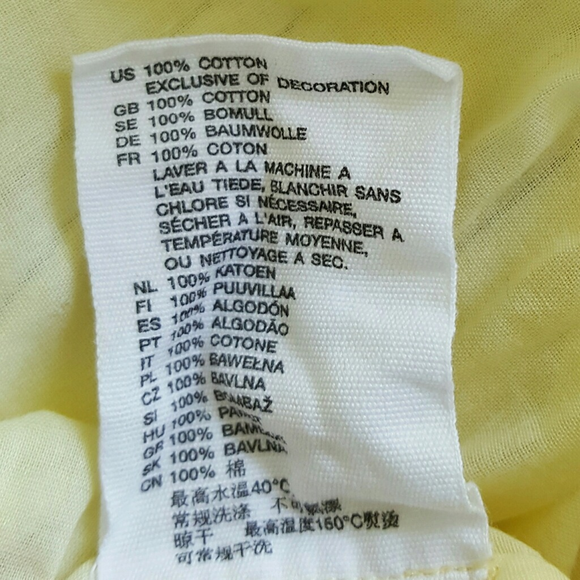 US 100% COTTON
EXCLUSIVE OF DECORATION
GB 100% COTTON
SE 100% BOMULL
DE 100% BAUMWOLLE
FR 100% COTON
LAVER A LA MACHINE A
L'EAU TIEDE, BLANCHIR SANS
CHLORE SI NÉCESSAIRE,
SÉCHER A L'AIR, REPASSER A
TEMPÉRATURE MOYENNE,
OU NETTOYAGE A SEC.
NL 100% KATOEN
FI 100% PUUVILLAA
ES 100% ALGODÓN
PT 100% ALGODÃO
IT 100% COTONE
PL 100% BAWEŁNA
CZ 100% BAVLNA
SI 100% BOMBAŽ
HU 100%
GR 100%
SK 100% BAVLNA
CN 100% 棉
最高水温40°C
常规洗涤 不可氯漂
晾干 最高温度150°C熨烫
可常规干洗